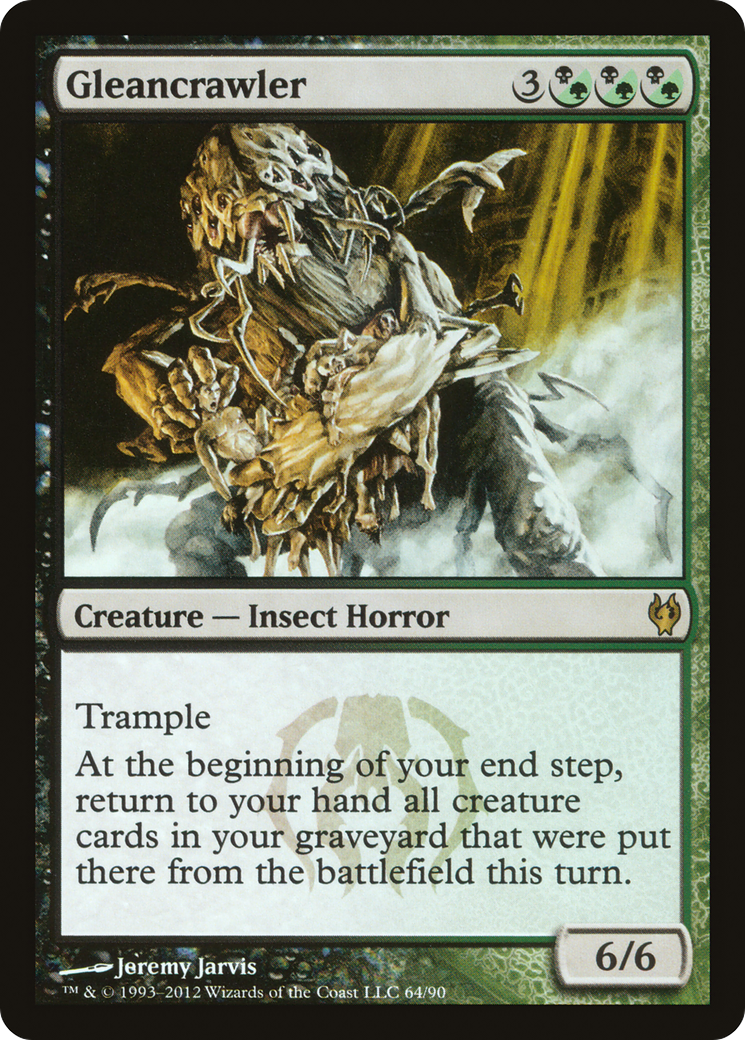 Gleancrawler 3
Creature — Insect Horror
Trample
At the beginning of your end step,
return to your hand all creature
cards in your graveyard that were put
there from the battlefield this turn.
6/6
Jeremy Jarvis
™ & © 1993–2012 Wizards of the Coast LLC 64/90